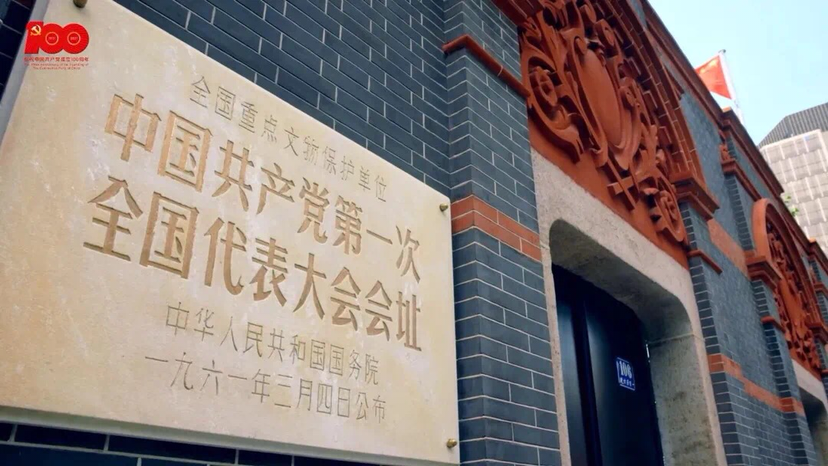 100
全国重点文物保护单位
中国共产党第一次
全国代表大会会址
中华人民共和国国务院
一九六一年三月四日公布
106